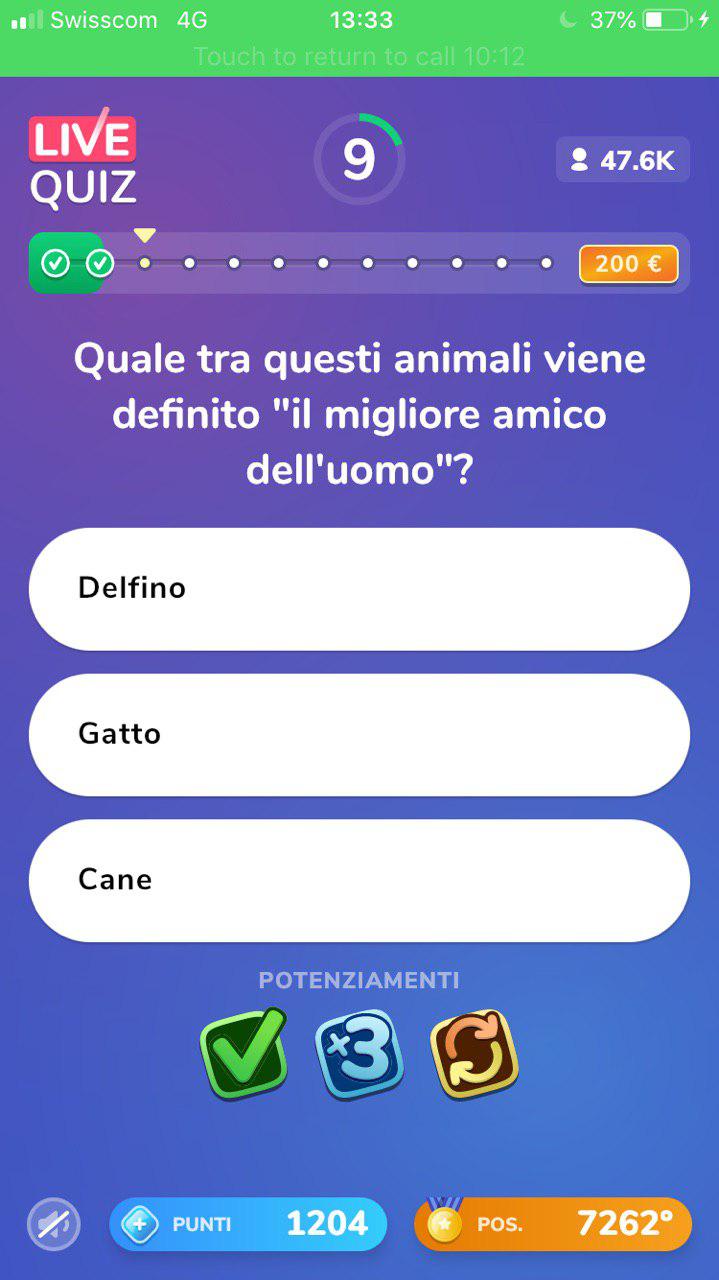 Swisscom 4G 13:33 37%
Touch to return to call 10:12
LIVE
QUIZ
9
47.6K
200 €
Quale tra questi animali viene
definito "il migliore amico
dell'uomo"?
Delfino
Gatto
Cane
POTENZIAMENTI
×3
PUNTI 1204
POS. 7262º